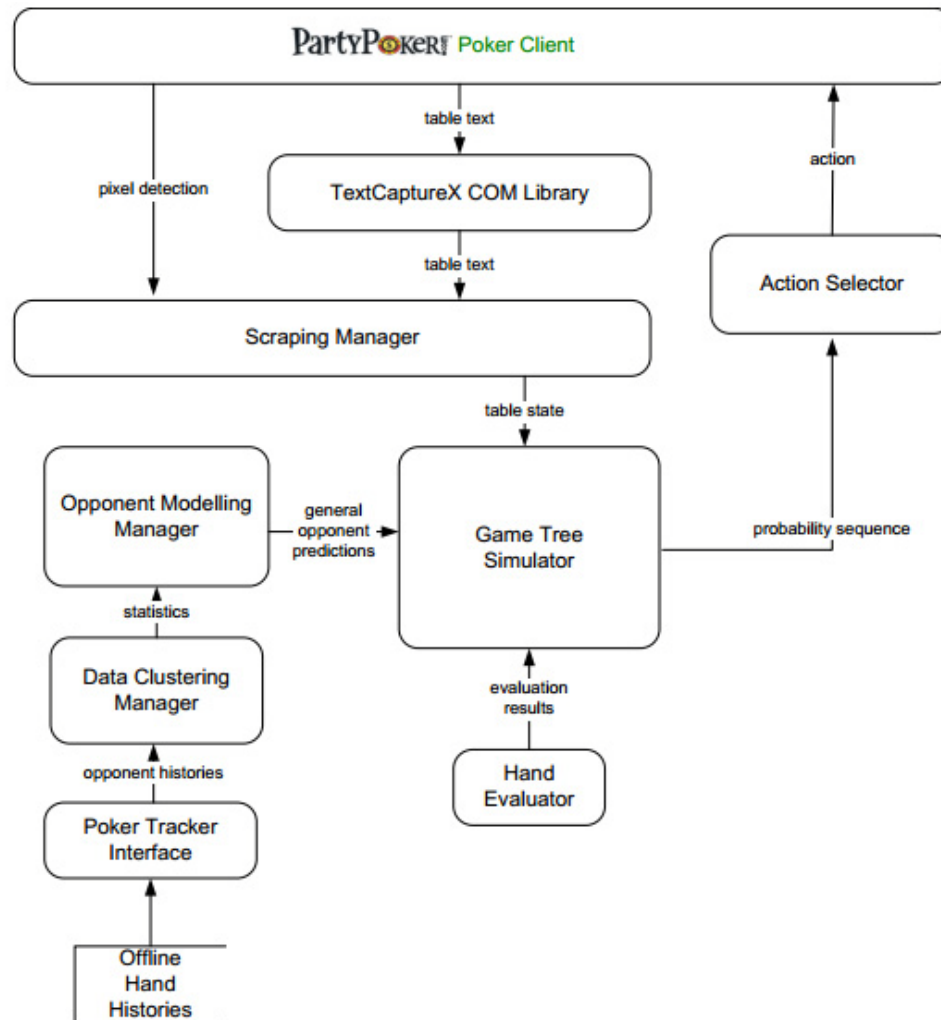 PartyPoker Poker Client
table text
pixel detection
TextCaptureX COM Library
action
table text
Action Selector
Scraping Manager
table state
Opponent Modelling
Manager
general
opponent
predictions
Game Tree
Simulator
probability sequence
statistics
Data Clustering
Manager
evaluation
results
opponent histories
Hand
Evaluator
Poker Tracker
Interface
Offline
Hand
Histories